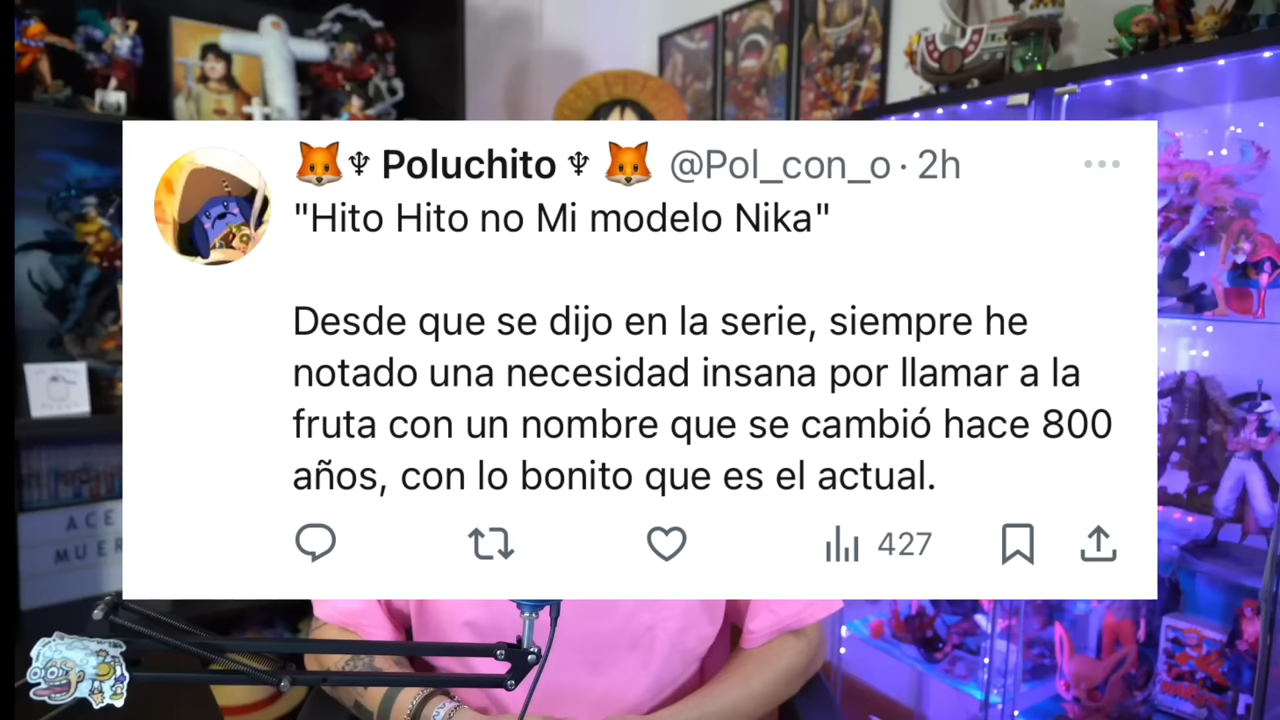 🦊♆ Poluchito ♆ 🦊 @Pol_con_o · 2h
"Hito Hito no Mi modelo Nika"
Desde que se dijo en la serie, siempre he
notado una necesidad insana por llamar a la
fruta con un nombre que se cambió hace 800
años, con lo bonito que es el actual.
427
ACE
MUER